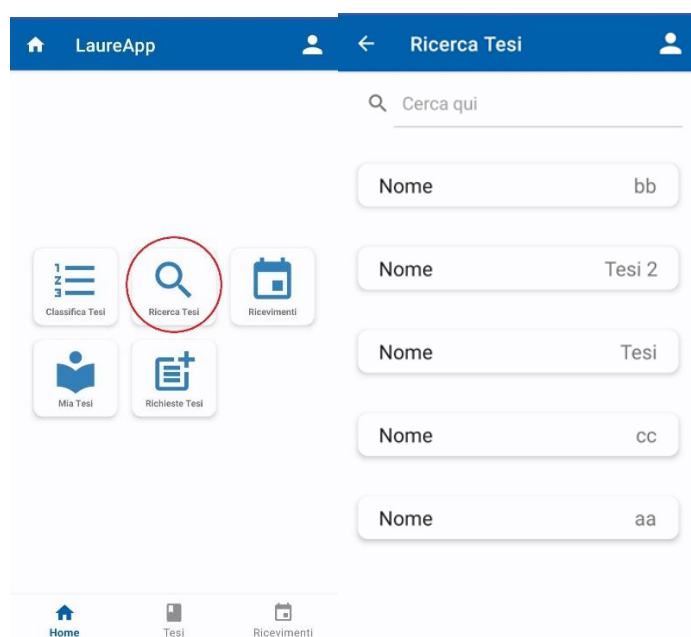 LaureApp
Classifica Tesi
Ricerca Tesi
Ricevimenti
Mia Tesi
Richieste Tesi
Home
Tesi
Ricevimenti
Ricerca Tesi
Cerca qui
Nome bb
Nome Tesi 2
Nome Tesi
Nome cc
Nome aa